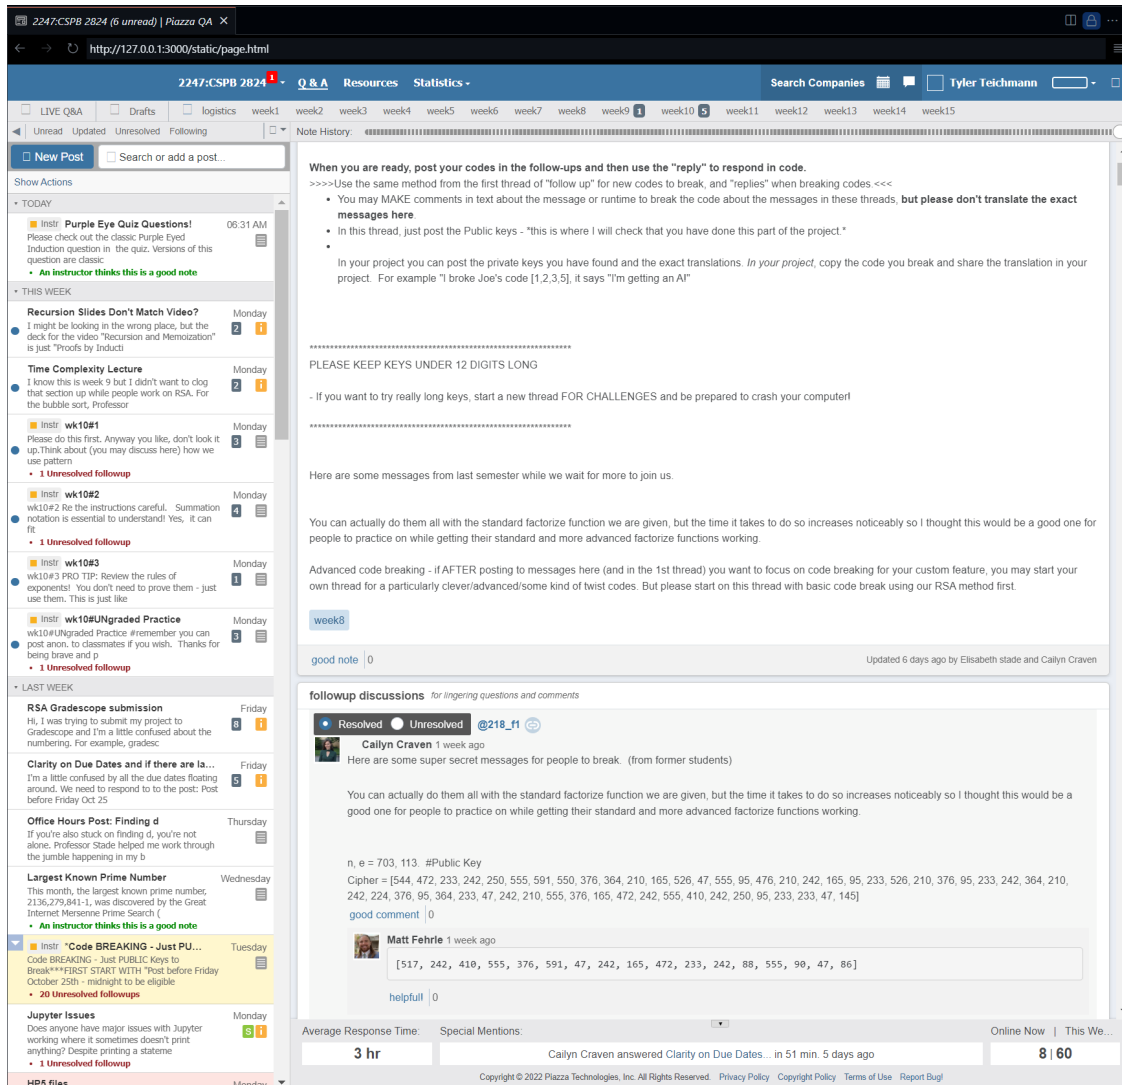 2247:CSPB 2824 (6 unread) | Piazza QA
http://127.0.0.1:3000/static/page.html
2247:CSPB 2824 1 Q & A Resources Statistics Search Companies Tyler Teichmann
LIVE Q&A Drafts logistics week1 week2 week3 week4 week5 week6 week7 week8 week9 1 week10 5 week11 week12 week13 week14 week15
Unread Updated Unresolved Following
Note History:
New Post
Search or add a post...
Show Actions
TODAY
Instr Purple Eye Quiz Questions! 06:31 AM
Please check out the classic Purple Eyed
Induction question in the quiz. Versions of this
question are classic
• An instructor thinks this is a good note
THIS WEEK
Recursion Slides Don't Match Video? Monday
I might be looking in the wrong place, but the 2 i
deck for the video "Recursion and Memoization"
is just "Proofs by Inducti
Time Complexity Lecture Monday
I know this is week 9 but I didn't want to clog 2 i
that section up while people work on RSA. For
the bubble sort, Professor
Instr wk10#1 Monday
Please do this first. Anyway you like, don't look it 3
up.Think about (you may discuss here) how we
use pattern
• 1 Unresolved followup
Instr wk10#2 Monday
wk10#2 Re the instructions careful. Summation 4
notation is essential to understand! Yes, it can
fit
• 1 Unresolved followup
Instr wk10#3 Monday
wk10#3 PRO TIP: Review the rules of 1
exponents! You don't need to prove them - just
use them. This is just like
Instr wk10#UNgraded Practice Monday
wk10#UNgraded Practice #remember you can 3
post anon. to classmates if you wish. Thanks for
being brave and p
• 1 Unresolved followup
LAST WEEK
RSA Gradescope submission Friday
Hi, I was trying to submit my project to 8 i
Gradescope and I'm a little confused about the
numbering. For example, gradesc
Clarity on Due Dates and if there are la... Friday
I'm a little confused by all the due dates floating 5 i
around. We need to respond to to the post: Post
before Friday Oct 25
Office Hours Post: Finding d Thursday
If you're also stuck on finding d, you're not
alone. Professor Stade helped me work through
the jumble happening in my b
Largest Known Prime Number Wednesday
This month, the largest known prime number,
2136,279,841-1, was discovered by the Great
Internet Mersenne Prime Search (
• An instructor thinks this is a good note
Instr "Code BREAKING - Just PU... Tuesday
Code BREAKING - Just PUBLIC Keys to
Break***FIRST START WITH "Post before Friday
October 25th - midnight to be eligible
• 20 Unresolved followups
Jupyter Issues Monday
Does anyone have major issues with Jupyter S i
working where it sometimes doesn't print
anything? Despite printing a stateme
• 1 Unresolved followup
HP5 files Monday
When you are ready, post your codes in the follow-ups and then use the "reply" to respond in code.
>>>>Use the same method from the first thread of "follow up" for new codes to break, and "replies" when breaking codes.<<<
• You may MAKE comments in text about the message or runtime to break the code about the messages in these threads, but please don't translate the exact
messages here.
• In this thread, just post the Public keys - "this is where I will check that you have done this part of the project."
•
In your project you can post the private keys you have found and the exact translations. In your project, copy the code you break and share the translation in your
project. For example "I broke Joe's code [1,2,3,5], it says "I'm getting an A!"
****************************************************************
PLEASE KEEP KEYS UNDER 12 DIGITS LONG
- If you want to try really long keys, start a new thread FOR CHALLENGES and be prepared to crash your computer!
****************************************************************
Here are some messages from last semester while we wait for more to join us.
You can actually do them all with the standard factorize function we are given, but the time it takes to do so increases noticeably so I thought this would be a good one for
people to practice on while getting their standard and more advanced factorize functions working.
Advanced code breaking - if AFTER posting to messages here (and in the 1st thread) you want to focus on code breaking for your custom feature, you may start your
own thread for a particularly clever/advanced/some kind of twist codes. But please start on this thread with basic code break using our RSA method first.
week8
good note 0 Updated 6 days ago by Elisabeth stade and Cailyn Craven
followup discussions for lingering questions and comments
Resolved Unresolved @218_f1
Cailyn Craven 1 week ago
Here are some super secret messages for people to break. (from former students)
You can actually do them all with the standard factorize function we are given, but the time it takes to do so increases noticeably so I thought this would be a
good one for people to practice on while getting their standard and more advanced factorize functions working.
n, e = 703, 113. #Public Key
Cipher = [544, 472, 233, 242, 250, 555, 591, 550, 376, 364, 210, 165, 526, 47, 555, 95, 476, 210, 242, 165, 95, 233, 526, 210, 376, 95, 233, 242, 364, 210,
242, 224, 376, 95, 364, 233, 47, 242, 210, 555, 376, 165, 472, 242, 555, 410, 242, 250, 95, 233, 233, 47, 145]
good comment 0
Matt Fehrle 1 week ago
[517, 242, 410, 555, 376, 591, 47, 242, 165, 472, 233, 242, 88, 555, 90, 47, 86]
helpful! 0
Average Response Time: Special Mentions: Online Now | This We...
3 hr Cailyn Craven answered Clarity on Due Dates... in 51 min. 5 days ago 8 | 60
Copyright © 2022 Piazza Technologies, Inc. All Rights Reserved. Privacy Policy Copyright Policy Terms of Use Report Bug!